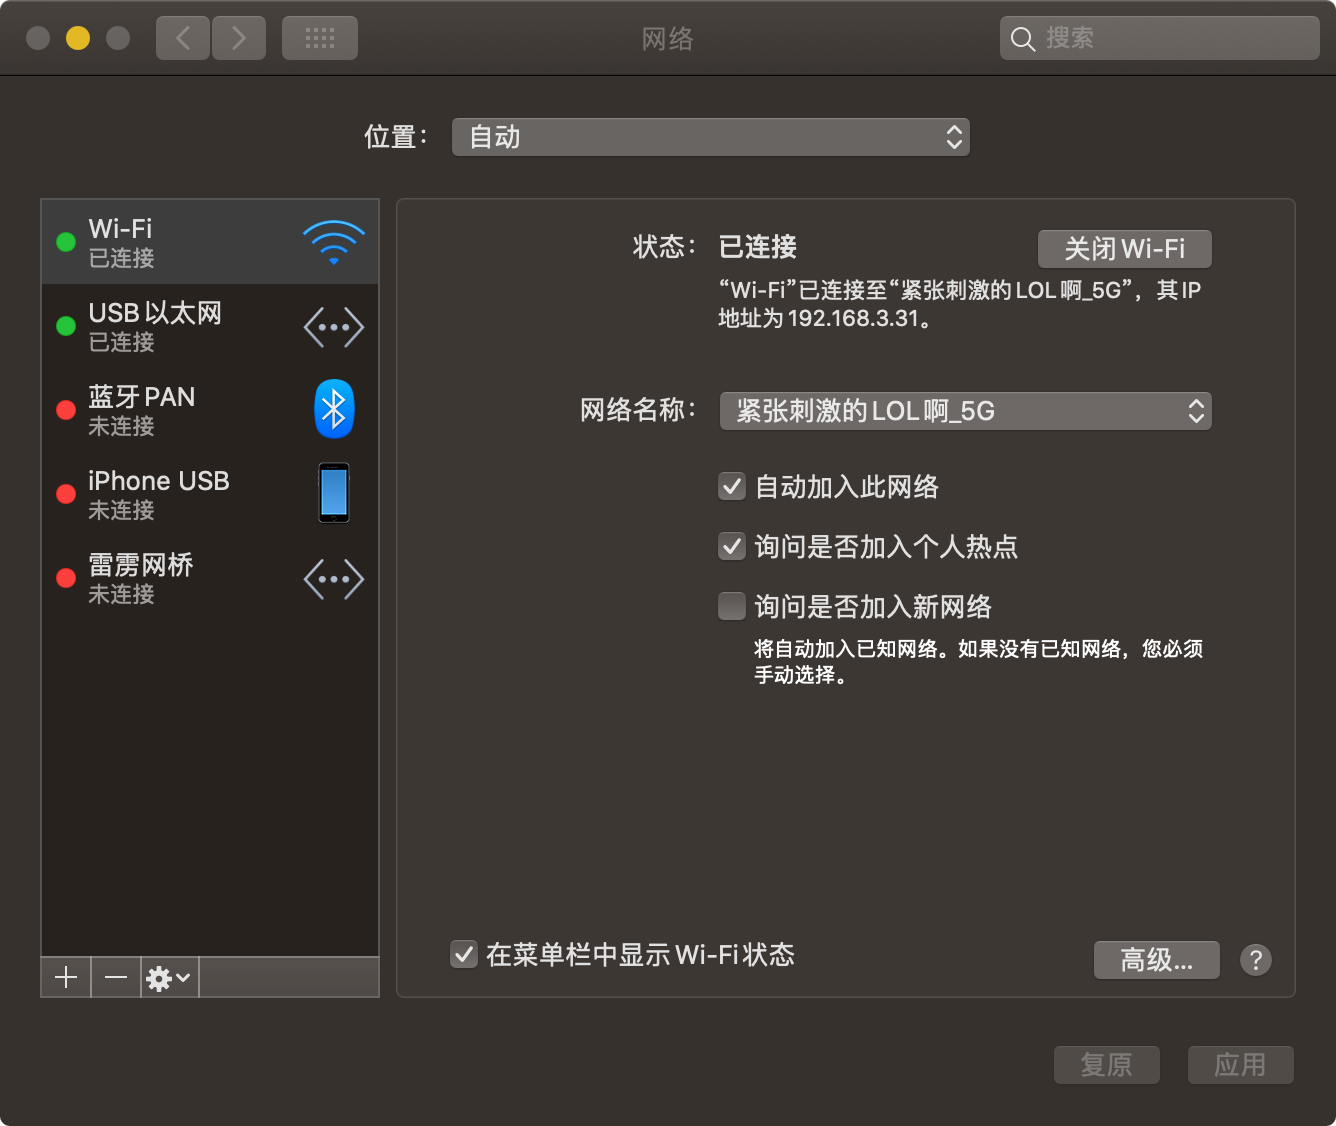 网络
搜索
位置：
自动
Wi-Fi
已连接
USB 以太网
已连接
蓝牙 PAN
未连接
iPhone USB
未连接
雷雳网桥
未连接
状态：
已连接
关闭 Wi-Fi
“Wi-Fi”已连接至“紧张刺激的 LOL 啊_5G”，其 IP
地址为 192.168.3.31。
网络名称：
紧张刺激的 LOL 啊_5G
自动加入此网络
询问是否加入个人热点
询问是否加入新网络
将自动加入已知网络。如果没有已知网络，您必须
手动选择。
在菜单栏中显示 Wi-Fi 状态
高级...
?
复原
应用